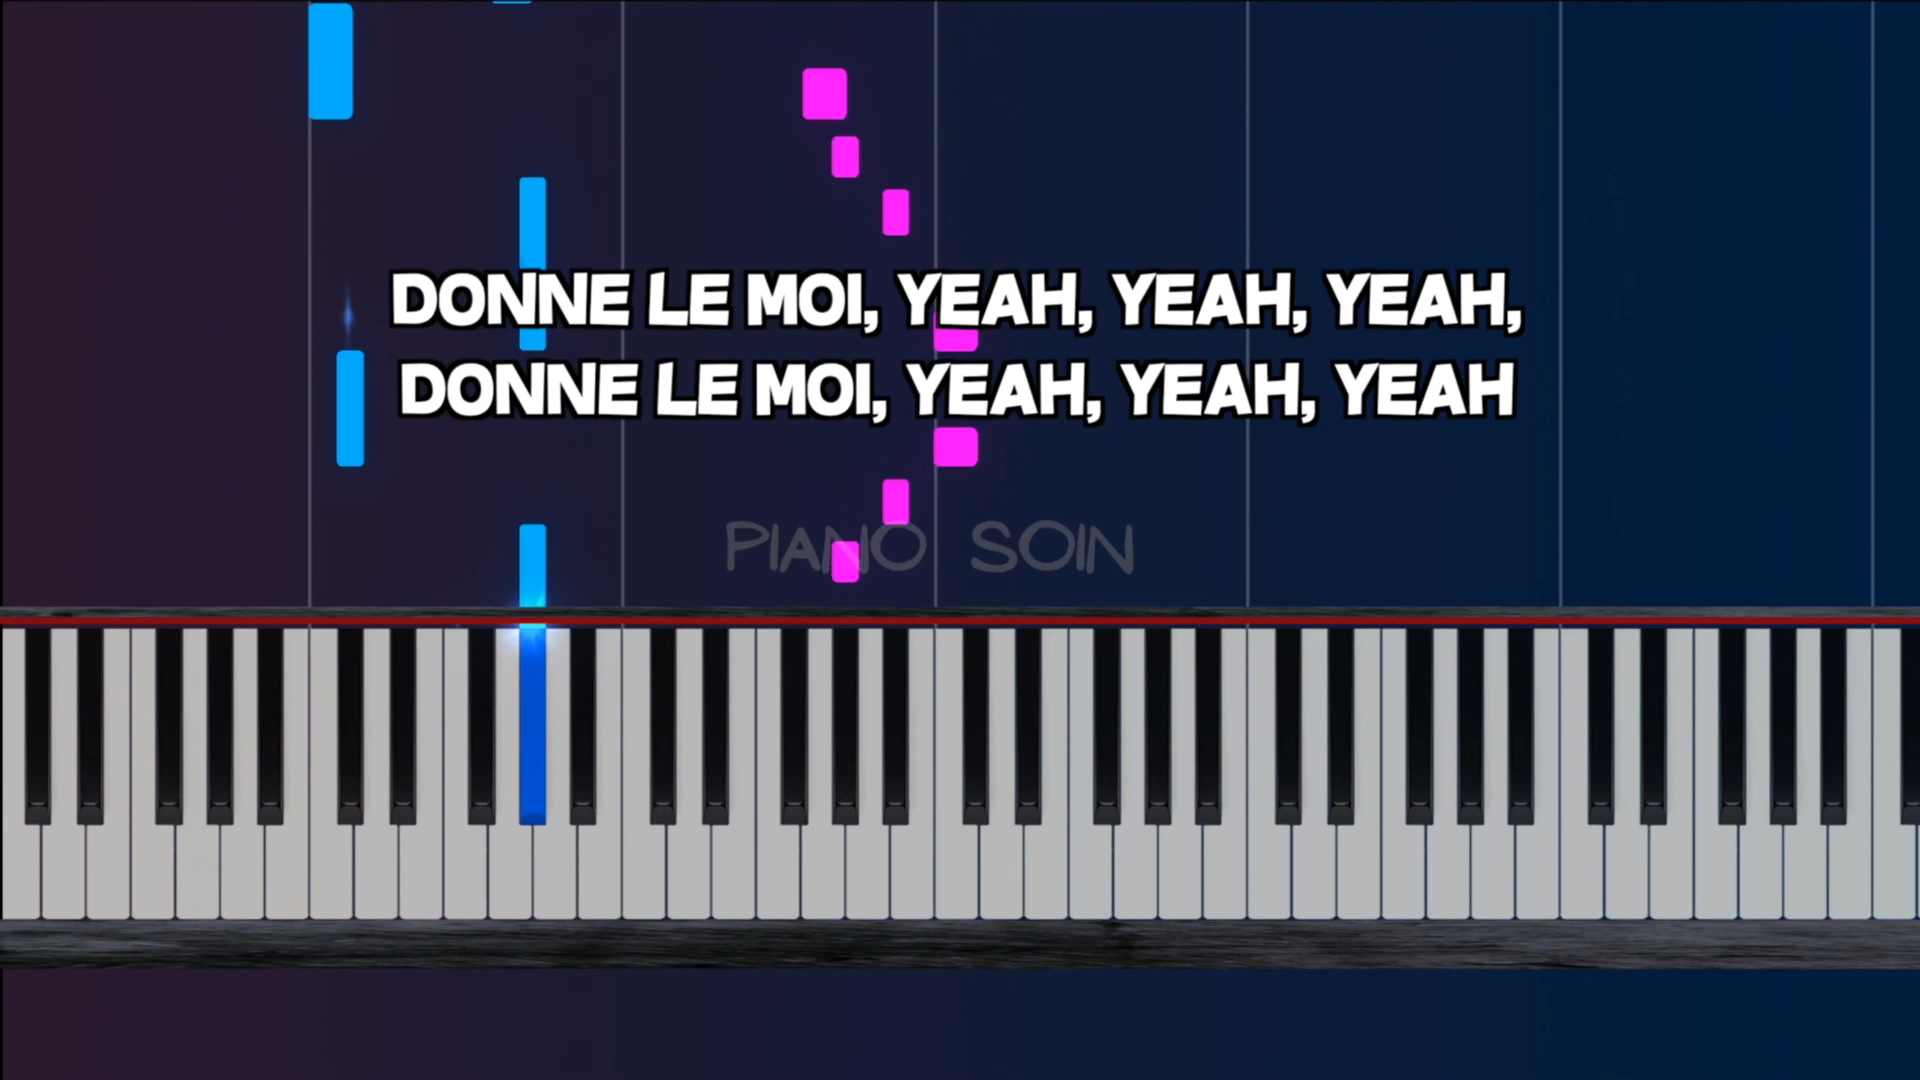 DONNE LE MOI, YEAH, YEAH, YEAH,
DONNE LE MOI, YEAH, YEAH, YEAH
PIANO SOIN